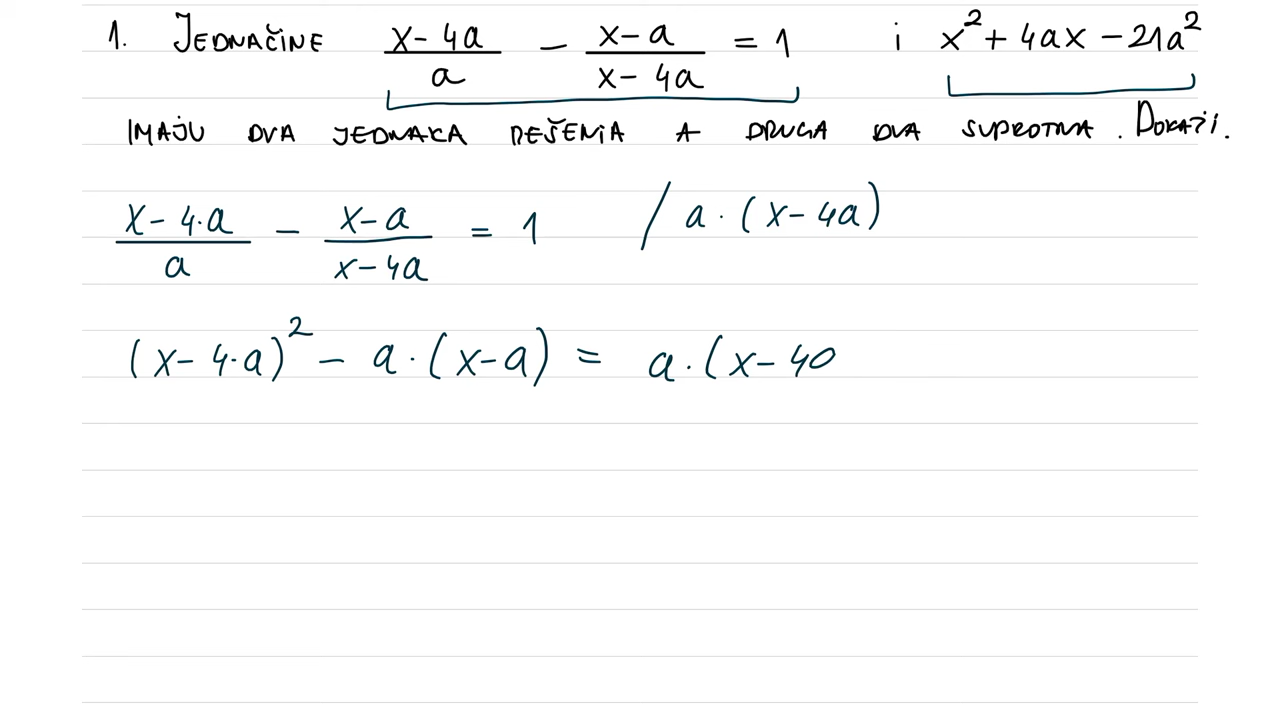 1. JEDNAČINE (x-4a)/a - (x-a)/(x-4a) = 1 i x² + 4ax - 21a²
IMAJU DVA JEDNAKA REŠENJA A DRUGA DVA SUPROTNA. DOKAŽI.
(x-4·a)/a - (x-a)/(x-4a) = 1 / a·(x-4a)
(x-4·a)² - a·(x-a) = a·(x-40